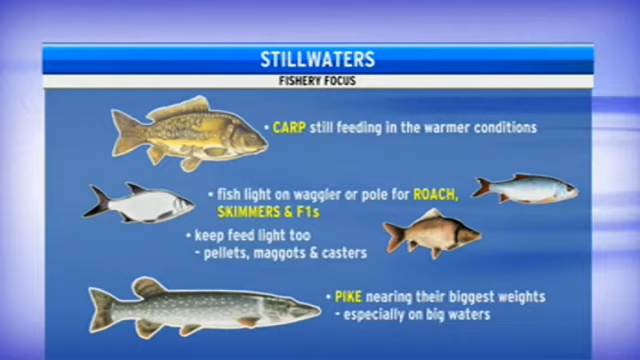 STILLWATERS
FISHERY FOCUS
• CARP still feeding in the warmer conditions
• fish light on waggler or pole for ROACH,
SKIMMERS & F1s
• keep feed light too
- pellets, maggots & casters
• PIKE nearing their biggest weights
- especially on big waters